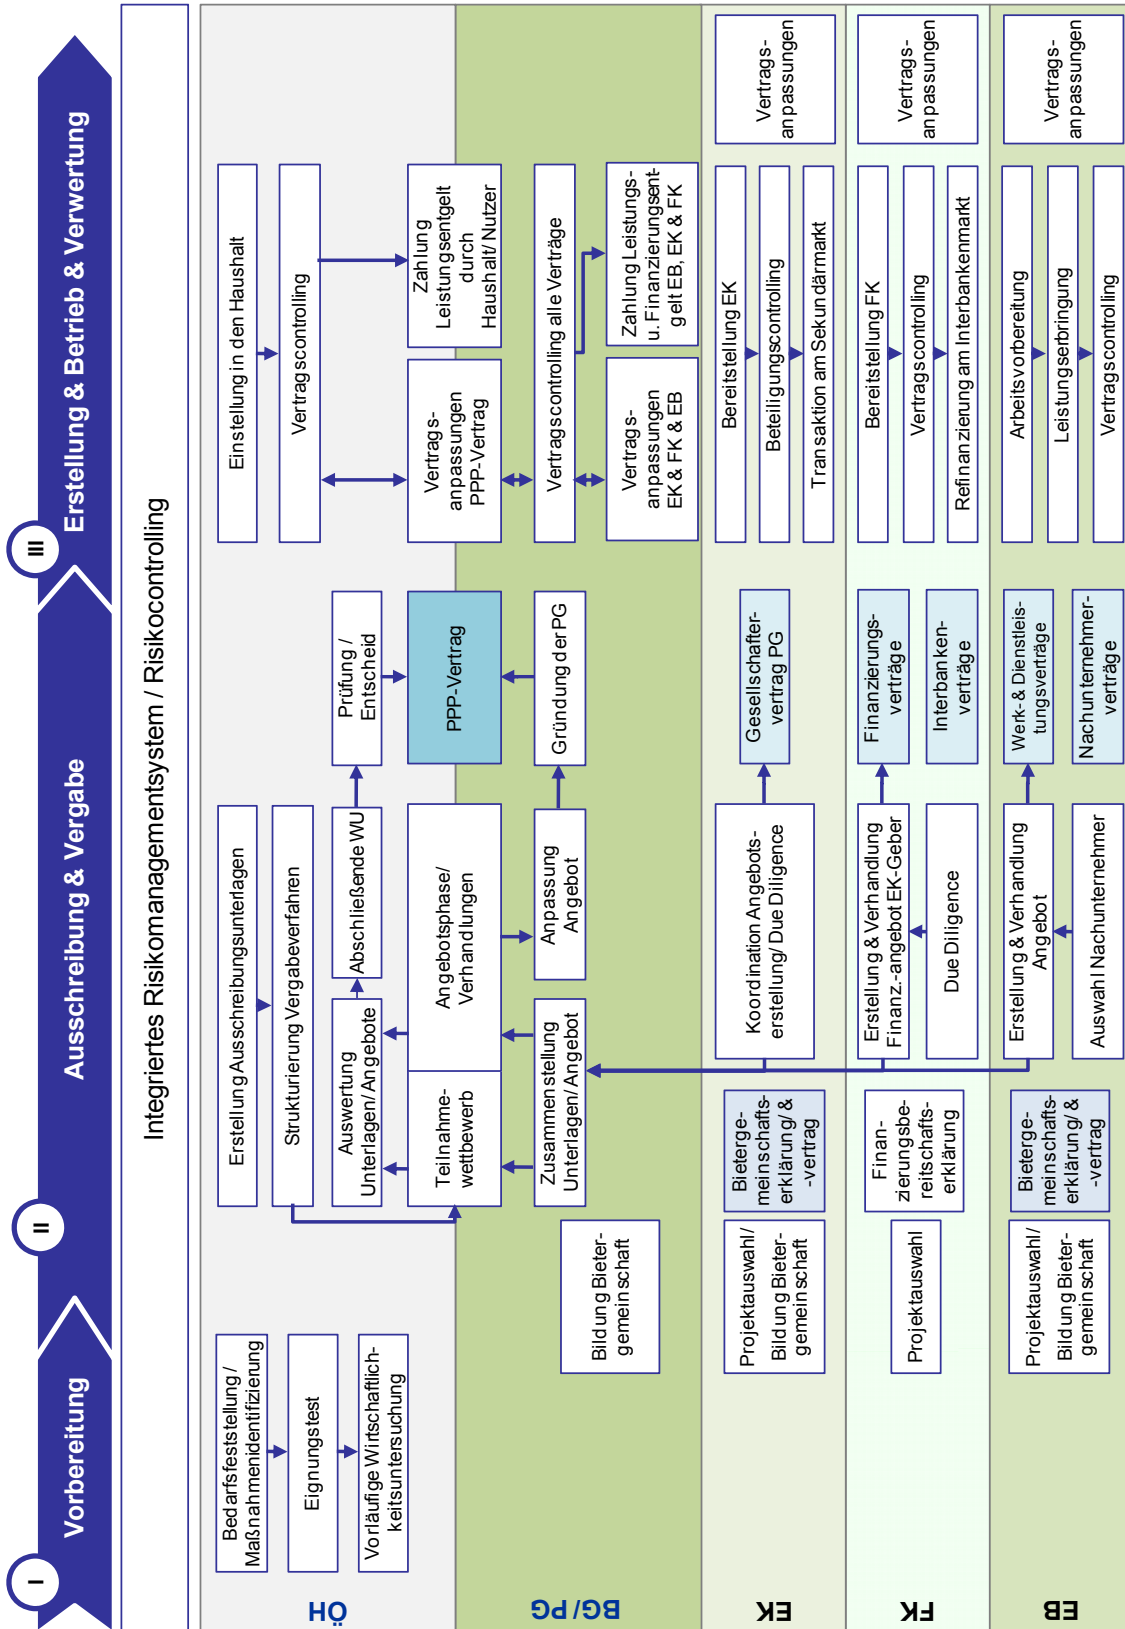 I
II
III
Vorbereitung
Ausschreibung & Vergabe
Erstellung & Betrieb & Verwertung
Integriertes Risikomanagementsystem / Risikocontrolling
ÖH
Bedarfsfeststellung /
Maßnahmenidentifizierung
Eignungstest
Vorläufige Wirtschaftlich-
keitsuntersuchung
Erstellung Ausschreibungsunterlagen
Strukturierung Vergabeverfahren
Auswertung
Unterlagen/ Angebote
Abschließende WU
Prüfung /
Entscheid
Teilnahme-
wettbewerb
Angebotsphase/
Verhandlungen
PPP-Vertrag
Einstellung in den Haushalt
Vertragscontrolling
Vertrags-
anpassungen
PPP-Vertrag
Zahlung
Leistungsentgelt
durch
Haushalt/ Nutzer
BG/PG
Bildung Bieter-
gemeinschaft
Zusammenstellung
Unterlagen/ Angebot
Anpassung
Angebot
Gründung der PG
Vertragscontrolling alle Verträge
Vertrags-
anpassungen
EK & FK & EB
Zahlung Leistungs-
u. Finanzierungsent-
gelt EB, EK & FK
EK
Projektauswahl/
Bildung Bieter-
gemeinschaft
Bieterge-
meinschafts-
erklärung/ &
-vertrag
Koordination Angebots-
erstellung/ Due Diligence
Gesellschafter-
vertrag PG
Bereitstellung EK
Beteiligungscontrolling
Transaktion am Sekundärmarkt
Vertrags-
anpassungen
FK
Projektauswahl
Finan-
zierungsbe-
reitschafts-
erklärung
Erstellung & Verhandlung
Finanz.-angebot EK-Geber
Due Diligence
Finanzierungs-
verträge
Interbanken-
verträge
Bereitstellung FK
Vertragscontrolling
Refinanzierung am Interbankenmarkt
Vertrags-
anpassungen
EB
Projektauswahl/
Bildung Bieter-
gemeinschaft
Bieterge-
meinschafts-
erklärung/ &
-vertrag
Erstellung & Verhandlung
Angebot
Auswahl Nachunternehmer
Werk-& Dienstleis-
tungsverträge
Nachunternehmer-
verträge
Arbeitsvorbereitung
Leistungserbringung
Vertragscontrolling
Vertrags-
anpassungen